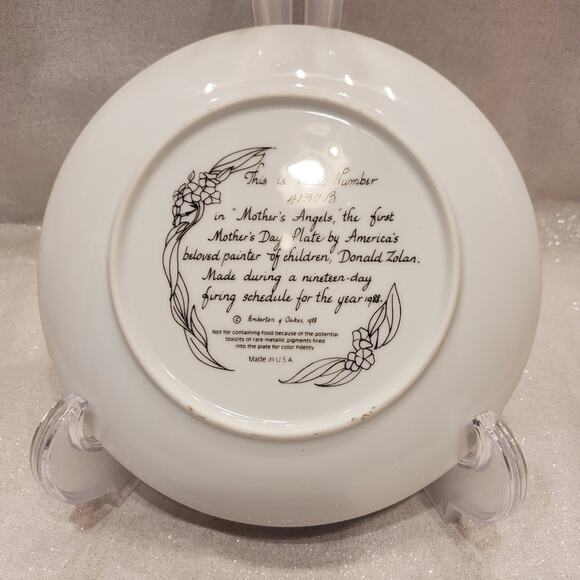 This is Number
in "Mother's Angels," the first
Mother's Day Plate by America's
beloved painter of children, Donald Zolan.
Made during a nineteen-day
firing schedule for the year 1988.
© Pemberton & Oakes, 1988
Not for containing food because of the potential
toxicity of rare metallic pigments fired
into the plate for color fidelity.
Made in U.S.A.